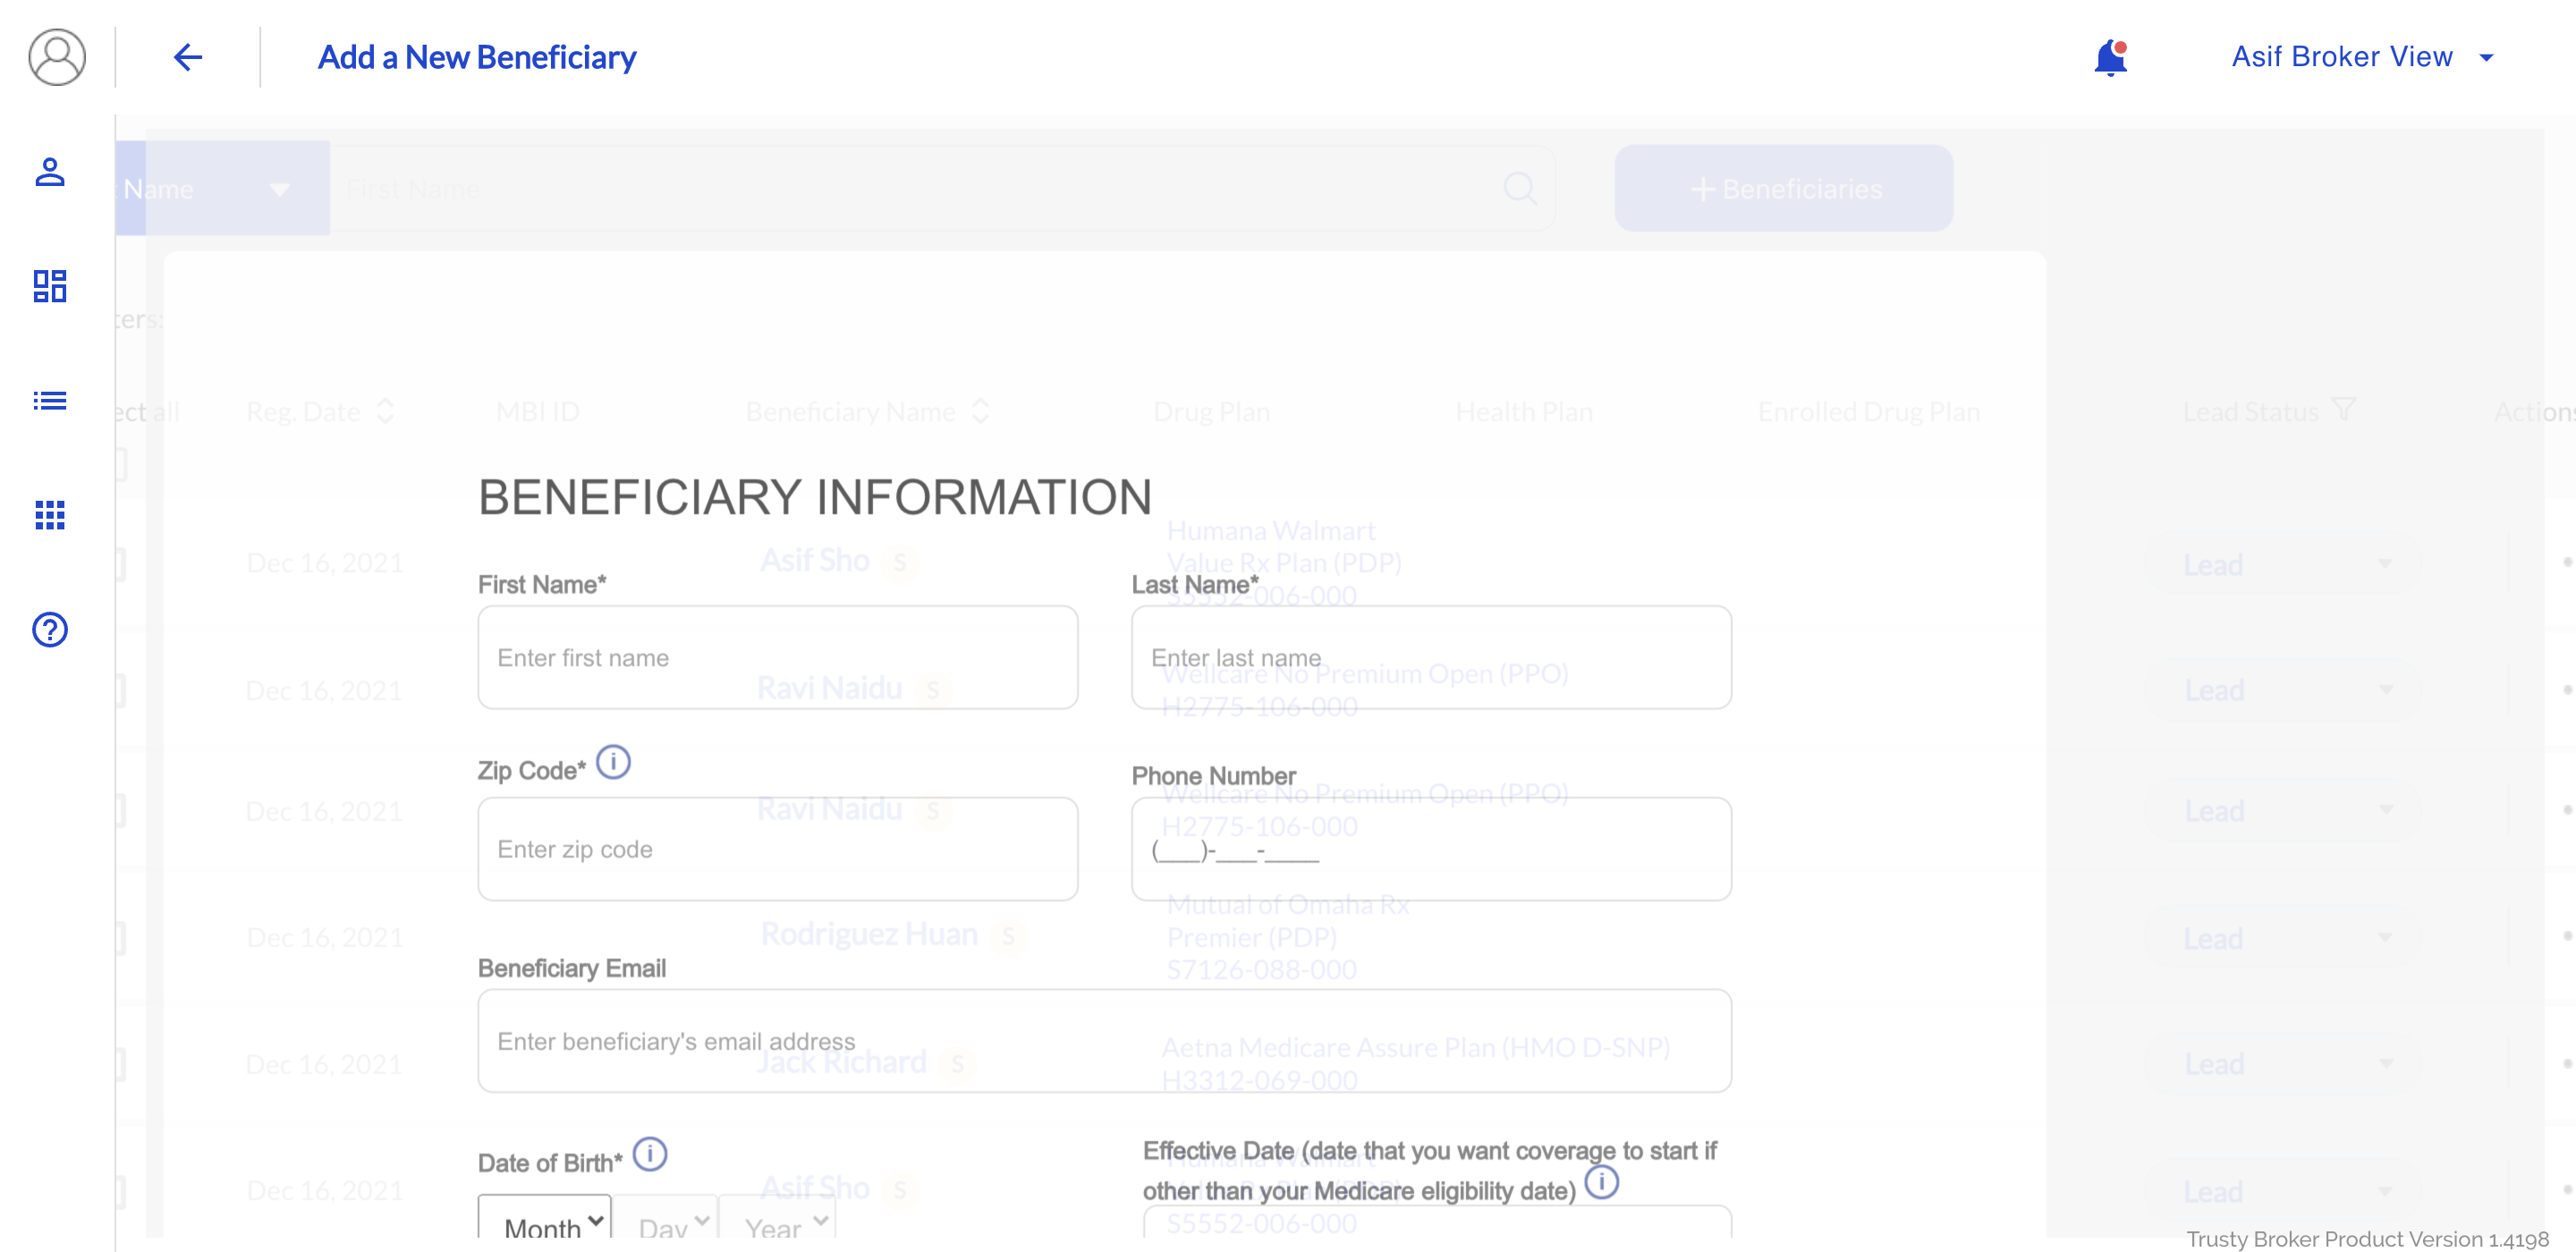 Add a New Beneficiary
Asif Broker View
Name
First Name
+ Beneficiaries
ters:
ect all
Reg. Date
MBI ID
Beneficiary Name
Drug Plan
Health Plan
Enrolled Drug Plan
Lead Status
Actions
BENEFICIARY INFORMATION
Dec 16, 2021
Asif Sho S
Humana Walmart
Value Rx Plan (PDP)
S5552-006-000
Lead
First Name*
Last Name*
Enter first name
Enter last name
Dec 16, 2021
Ravi Naidu S
Wellcare No Premium Open (PPO)
H2775-106-000
Lead
Zip Code* i
Phone Number
Dec 16, 2021
Ravi Naidu S
Wellcare No Premium Open (PPO)
H2775-106-000
Lead
Enter zip code
(___)-___-____
Dec 16, 2021
Rodriguez Huan S
Mutual of Omaha Rx
Premier (PDP)
S7126-088-000
Lead
Beneficiary Email
Enter beneficiary's email address
Dec 16, 2021
Jack Richard S
Aetna Medicare Assure Plan (HMO D-SNP)
H3312-069-000
Lead
Date of Birth* i
Effective Date (date that you want coverage to start if
other than your Medicare eligibility date) i
Dec 16, 2021
Asif Sho S
Humana Walmart
Value Rx Plan (PDP)
S5552-006-000
Lead
Month
Day
Year
Trusty Broker Product Version 1.4198